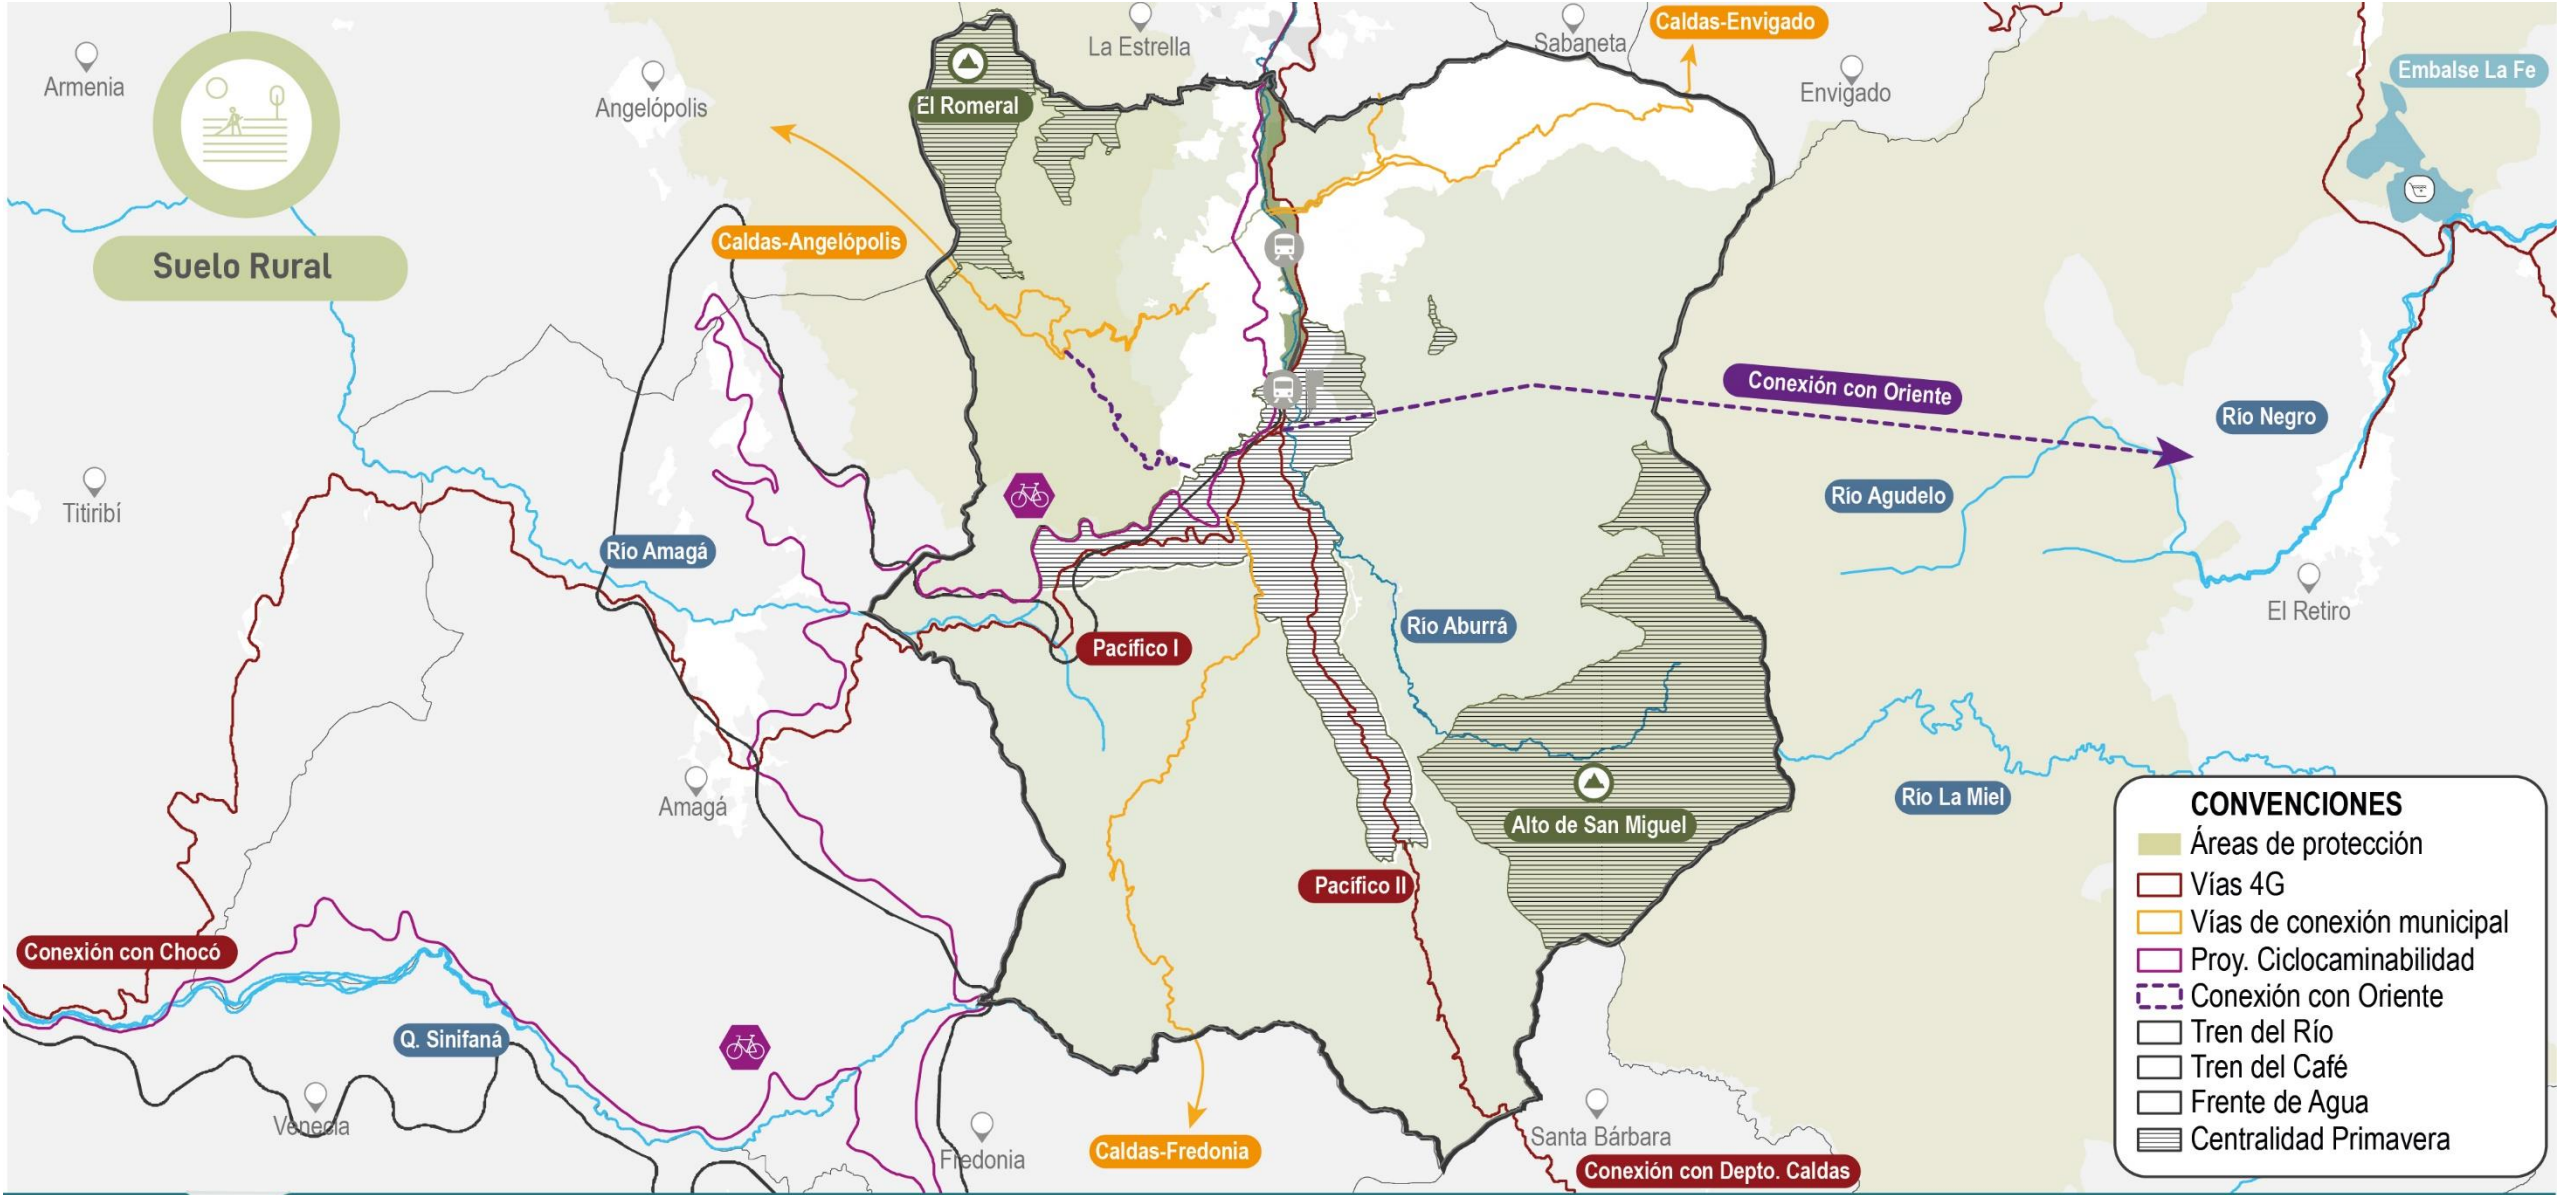 Armenia
Suelo Rural
Angelópolis
La Estrella
Sabaneta
Caldas-Envigado
Envigado
Embalse La Fe
El Romeral
Caldas-Angelópolis
Conexión con Oriente
Río Negro
Río Agudelo
El Retiro
Titiribí
Río Amagá
Pacífico I
Río Aburrá
Amagá
Alto de San Miguel
Río La Miel
Pacífico II
Conexión con Chocó
Q. Sinifaná
Venecia
Fredonia
Caldas-Fredonia
Santa Bárbara
Conexión con Depto. Caldas
CONVENCIONES
Áreas de protección
Vías 4G
Vías de conexión municipal
Proy. Ciclocaminabilidad
Conexión con Oriente
Tren del Río
Tren del Café
Frente de Agua
Centralidad Primavera